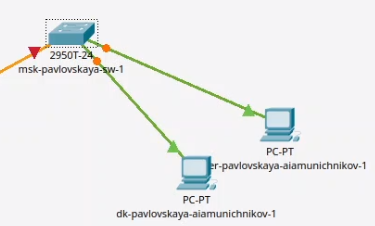 2950T-24
msk-pavlovskaya-sw-1
PC-PT
er-pavlovskaya-aiamunichnikov-1
PC-PT
dk-pavlovskaya-aiamunichnikov-1